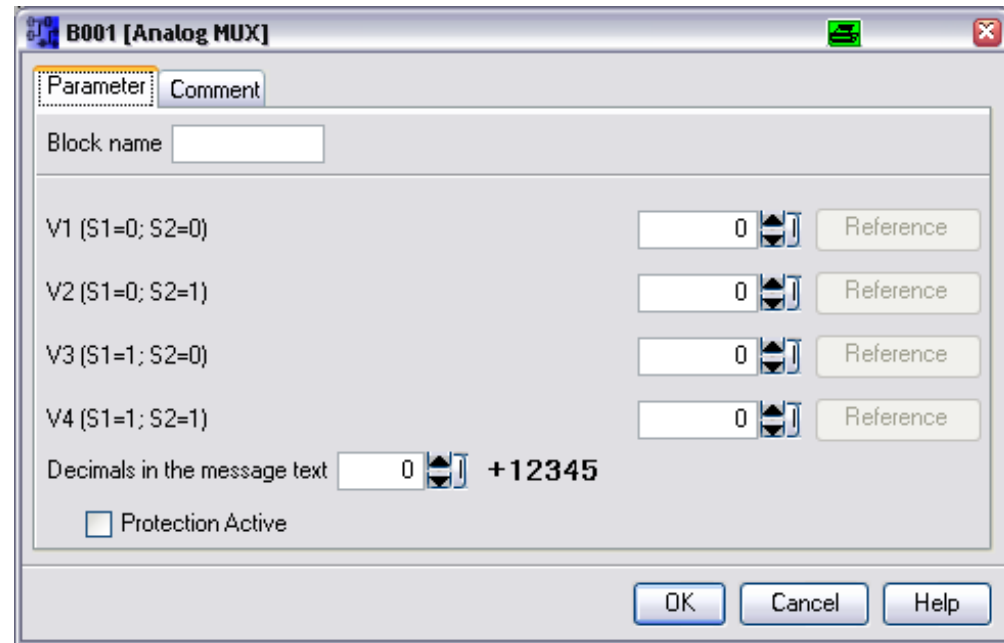 B001 [Analog MUX]
Parameter Comment
Block name
V1 (S1=0; S2=0) 0 Reference
V2 (S1=0; S2=1) 0 Reference
V3 (S1=1; S2=0) 0 Reference
V4 (S1=1; S2=1) 0 Reference
Decimals in the message text 0 +12345
Protection Active
OK Cancel Help